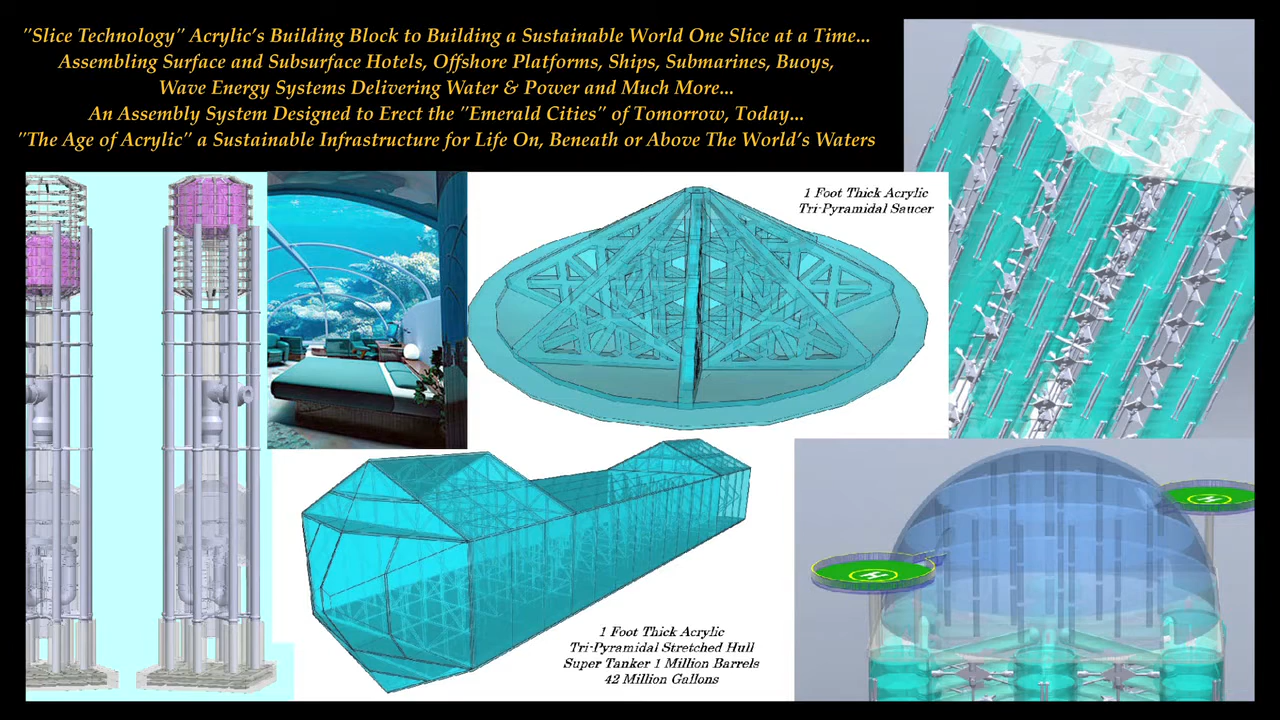 "Slice Technology" Acrylic's Building Block to Building a Sustainable World One Slice at a Time...
Assembling Surface and Subsurface Hotels, Offshore Platforms, Ships, Submarines, Buoys,
Wave Energy Systems Delivering Water & Power and Much More...
An Assembly System Designed to Erect the "Emerald Cities" of Tomorrow, Today...
"The Age of Acrylic" a Sustainable Infrastructure for Life On, Beneath or Above The World's Waters
1 Foot Thick Acrylic
Tri-Pyramidal Saucer
H
H
1 Foot Thick Acrylic
Tri-Pyramidal Stretched Hull
Super Tanker 1 Million Barrels
42 Million Gallons